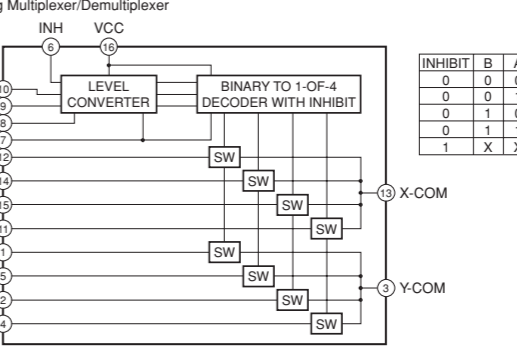 Multiplexer/Demultiplexer
INH VCC
6 16
LEVEL
CONVERTER
BINARY TO 1-OF-4
DECODER WITH INHIBIT
10
9
8
7
12
14
15
11
1
5
2
4
SW
SW
SW
SW
SW
SW
SW
SW
13 X-COM
3 Y-COM
INHIBIT B A
0 0
0 0
0 1
0 1
1 X